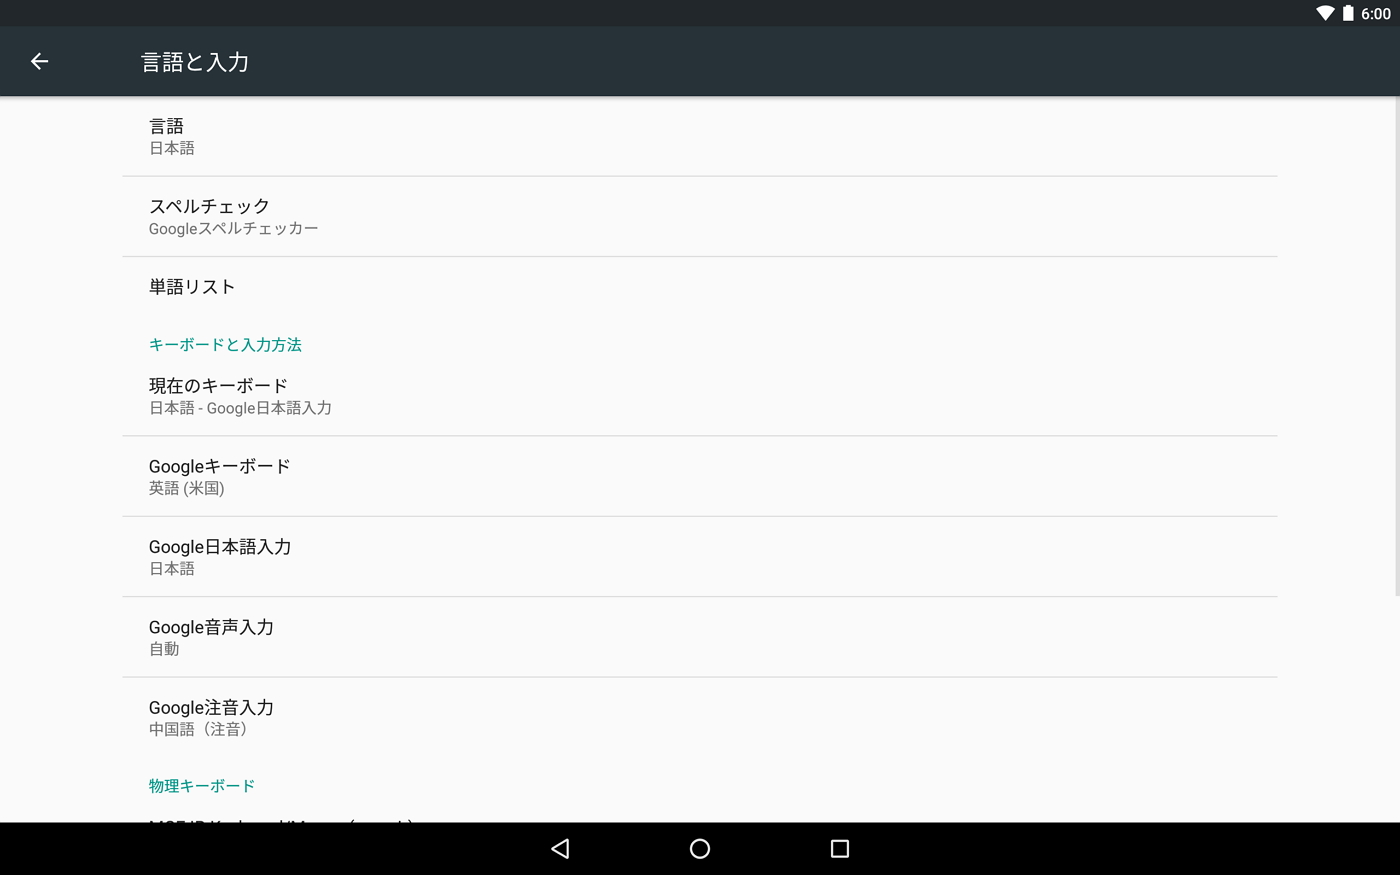 6:00
言語と入力
言語
日本語
スペルチェック
Googleスペルチェッカー
単語リスト
キーボードと入力方法
現在のキーボード
日本語 - Google日本語入力
Googleキーボード
英語 (米国)
Google日本語入力
日本語
Google音声入力
自動
Google注音入力
中国語（注音）
物理キーボード